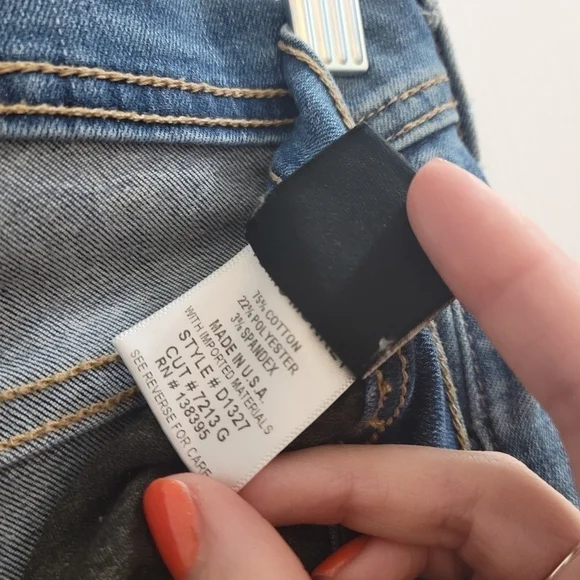 75% COTTON
22% POLYESTER
3% SPANDEX
MADE IN U.S.A.
WITH IMPORTED MATERIALS
STYLE # D1327
CUT # 7213 G
RN # 138395
SEE REVERSE FOR CARE